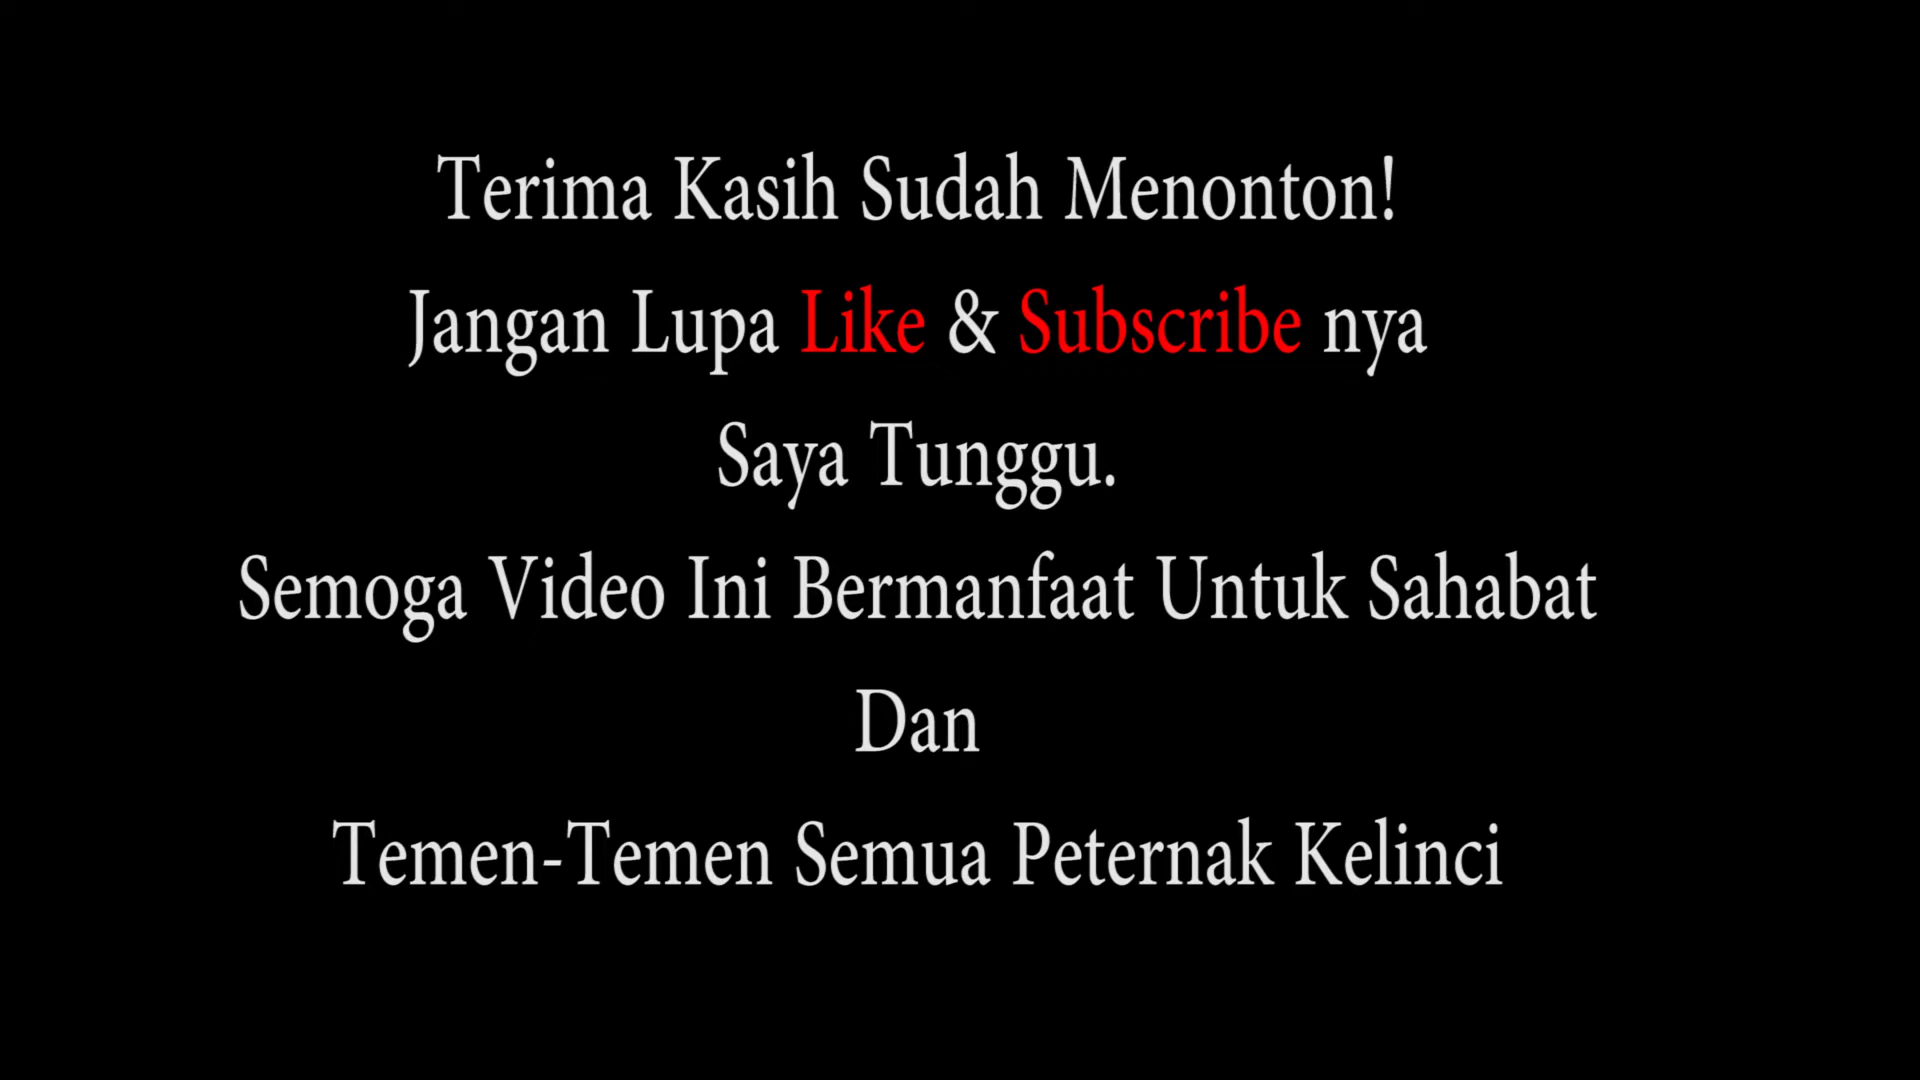 Terima Kasih Sudah Menonton!
Jangan Lupa Like & Subscribe nya
Saya Tunggu.
Semoga Video Ini Bermanfaat Untuk Sahabat
Dan
Temen-Temen Semua Peternak Kelinci